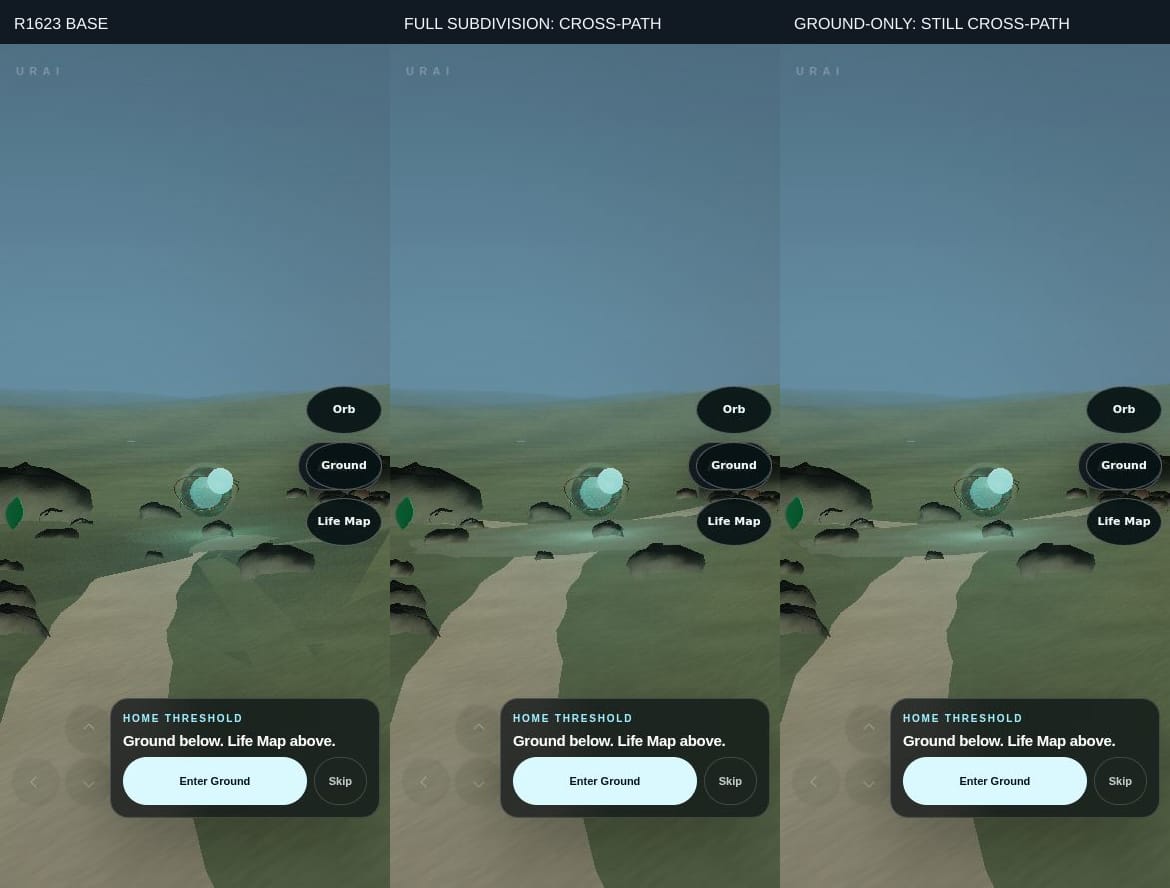 R1623 BASE
URAI
Orb
Ground
Life Map
HOME THRESHOLD
Ground below. Life Map above.
Enter Ground
Skip
FULL SUBDIVISION: CROSS-PATH
URAI
Orb
Ground
Life Map
HOME THRESHOLD
Ground below. Life Map above.
Enter Ground
Skip
GROUND-ONLY: STILL CROSS-PATH
URAI
Orb
Ground
Life Map
HOME THRESHOLD
Ground below. Life Map above.
Enter Ground
Skip